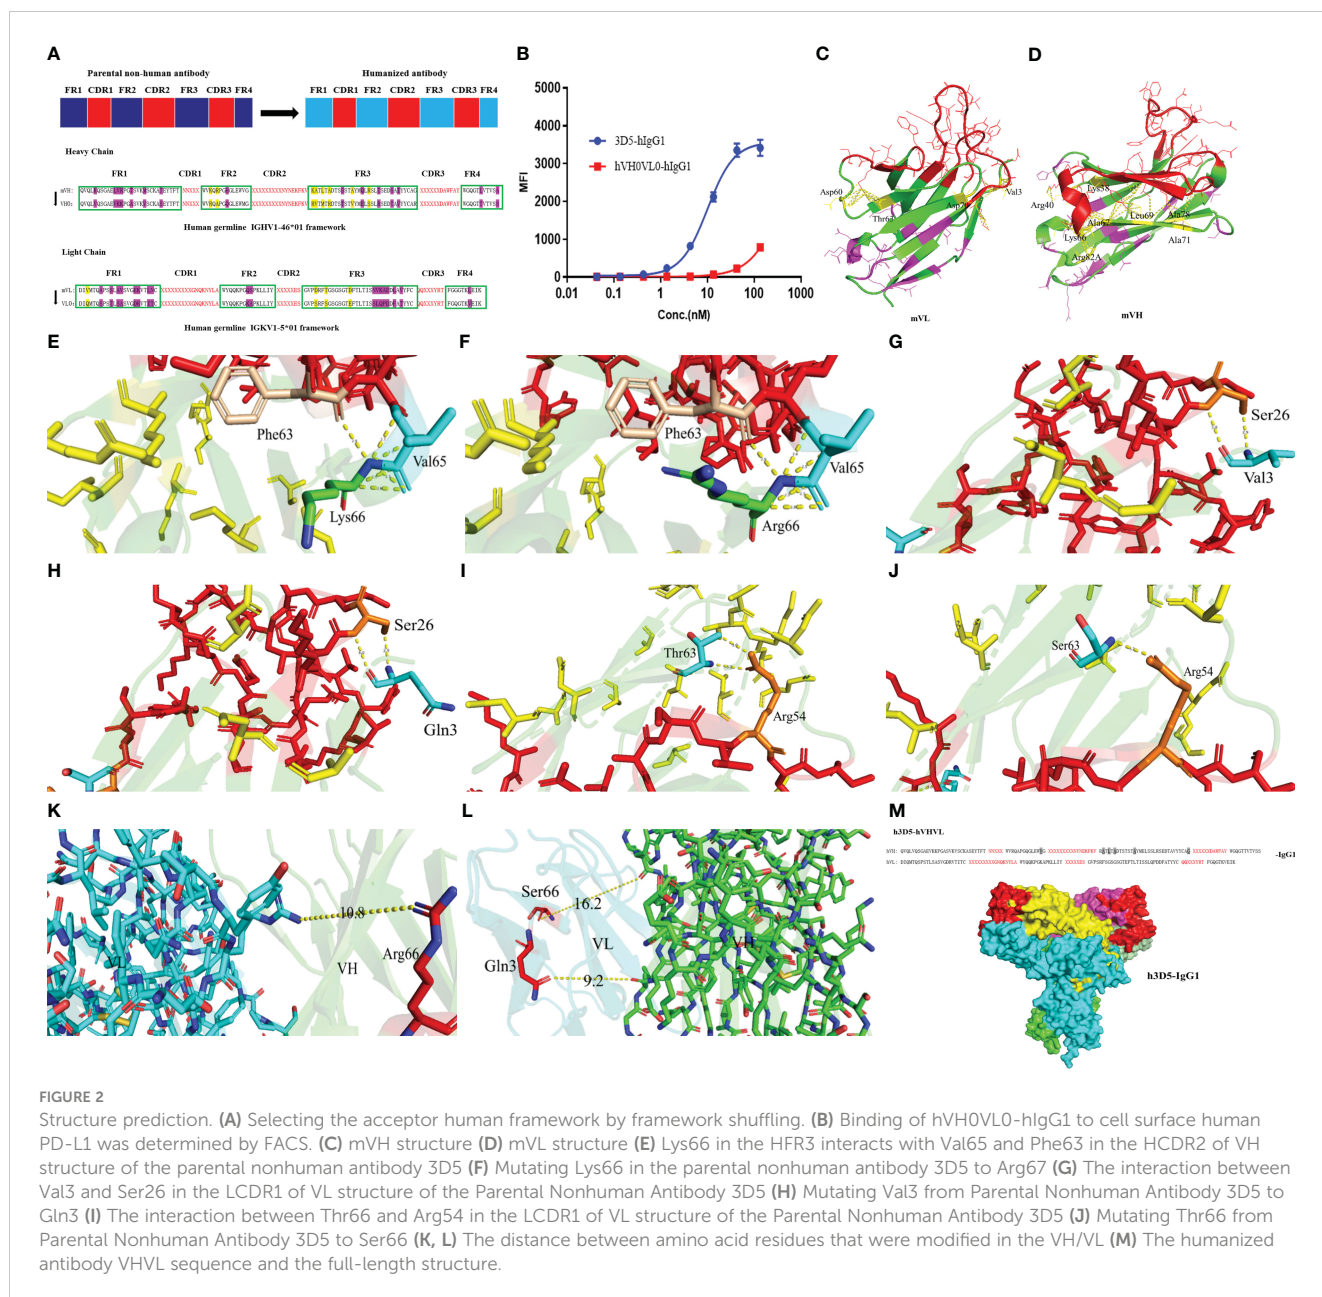 A
Parental non-human antibody
Humanized antibody
FR1 CDR1 FR2 CDR2 FR3 CDR3 FR4
FR1 CDR1 FR2 CDR2 FR3 CDR3 FR4
Heavy Chain
FR1 CDR1 FR2 CDR2 FR3 CDR3 FR4
mVH:
VH0:
Human germline IGHV1-46*01 framework
Light Chain
FR1 CDR1 FR2 CDR2 FR3 CDR3 FR4
mVL:
VL0:
Human germline IGKV1-5*01 framework
B
5000
4000
3000
2000
1000
0
MFI
3D5-hIgG1
hVH0VL0-hIgG1
0.01 0.1 1 10 100 1000
Conc.(nM)
C
Asp60
Thr63
Asp70
Val3
mVL
D
Lys58
Arg40
Leu69
Ala78
Ala67
Lys66
Ala71
Arg82A
mVH
E
Phe63
Val65
Lys66
F
Phe63
Val65
Arg66
G
Ser26
Val3
H
Ser26
Gln3
I
Thr63
Arg54
J
Ser63
Arg54
K
10.8
VL
VH
Arg66
L
Ser66
16.2
VL
VH
Gln3
9.2
M
h3D5-hVHVL
hVH:
hVL:
-IgG1
h3D5-IgG1
FIGURE 2
Structure prediction. (A) Selecting the acceptor human framework by framework shuffling. (B) Binding of hVH0VL0-hIgG1 to cell surface human
PD-L1 was determined by FACS. (C) mVH structure (D) mVL structure (E) Lys66 in the HFR3 interacts with Val65 and Phe63 in the HCDR2 of VH
structure of the parental nonhuman antibody 3D5 (F) Mutating Lys66 in the parental nonhuman antibody 3D5 to Arg67 (G) The interaction between
Val3 and Ser26 in the LCDR1 of VL structure of the Parental Nonhuman Antibody 3D5 (H) Mutating Val3 from Parental Nonhuman Antibody 3D5 to
Gln3 (I) The interaction between Thr66 and Arg54 in the LCDR1 of VL structure of the Parental Nonhuman Antibody 3D5 (J) Mutating Thr66 from
Parental Nonhuman Antibody 3D5 to Ser66 (K, L) The distance between amino acid residues that were modified in the VH/VL (M) The humanized
antibody VHVL sequence and the full-length structure.